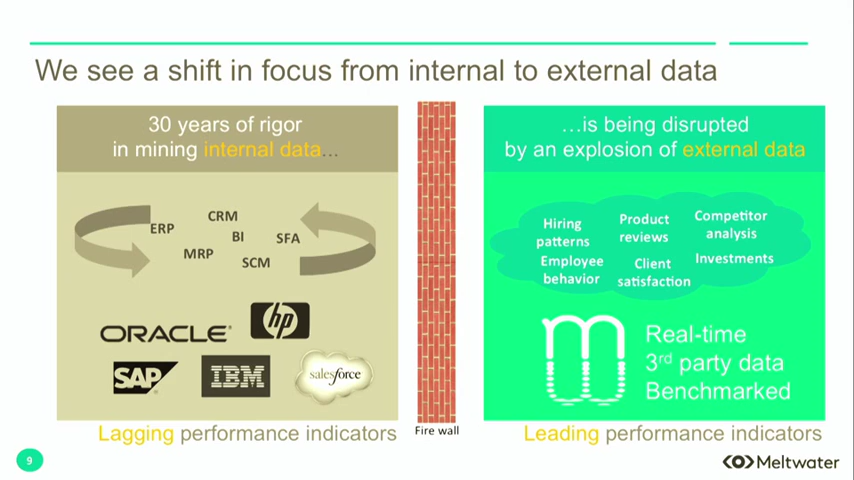 We see a shift in focus from internal to external data
30 years of rigor
in mining internal data...
ERP
CRM
BI
SFA
MRP
SCM
ORACLE
hp
SAP
IBM
salesforce
Lagging performance indicators
Fire wall
...is being disrupted
by an explosion of external data
Hiring
patterns
Product
reviews
Competitor
analysis
Employee
behavior
Client
satisfaction
Investments
Real-time
3rd party data
Benchmarked
Leading performance indicators
9
Meltwater